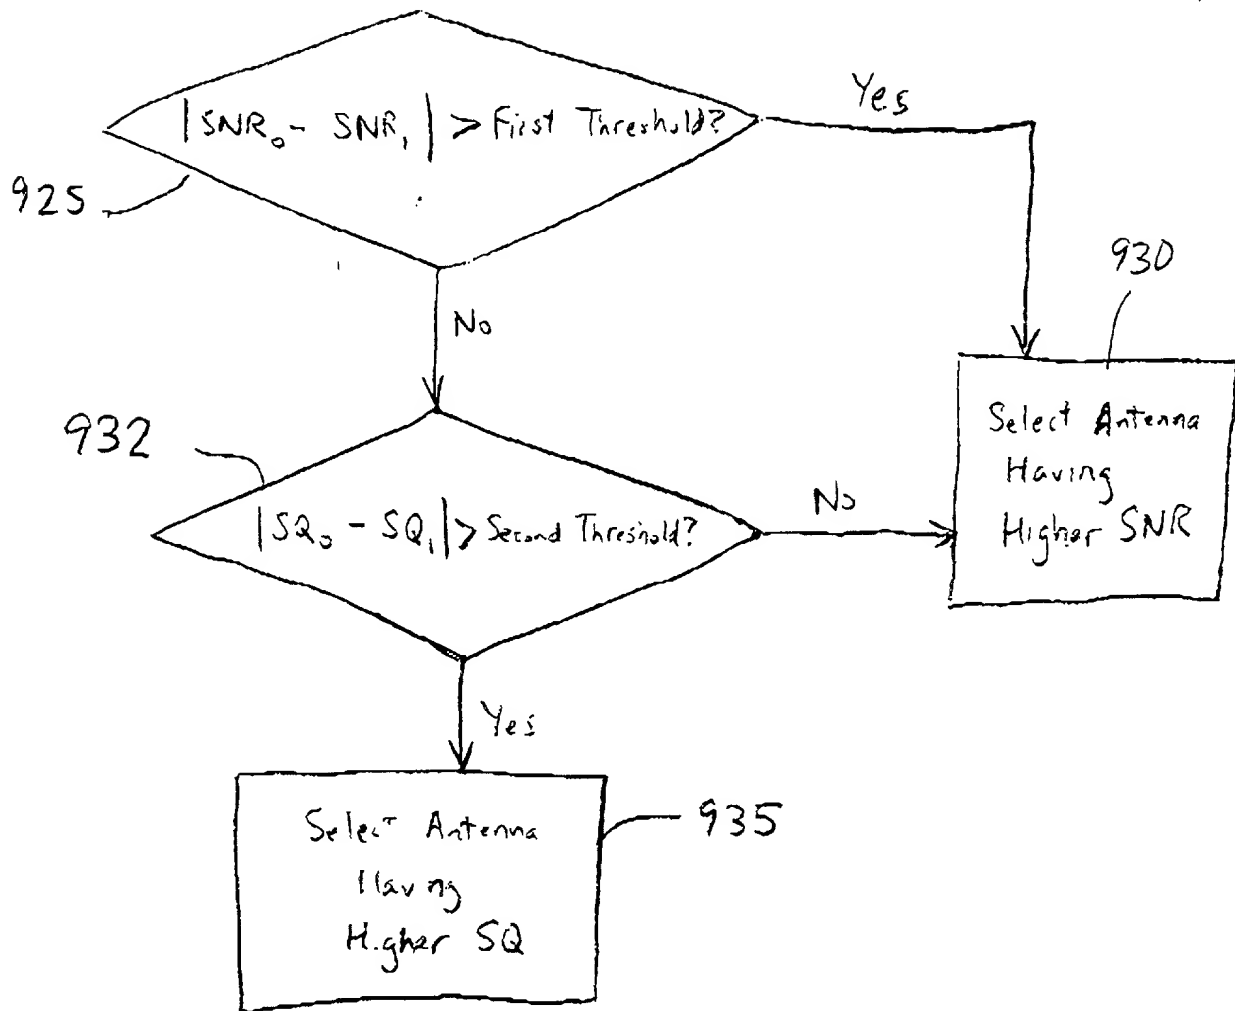 |SNR₀ - SNR₁| > First Threshold?
Yes
925
930
No
Select Antenna
Having
Higher SNR
932
|SQ₀ - SQ₁| > Second Threshold?
No
Yes
Select Antenna
Having
Higher SQ
935